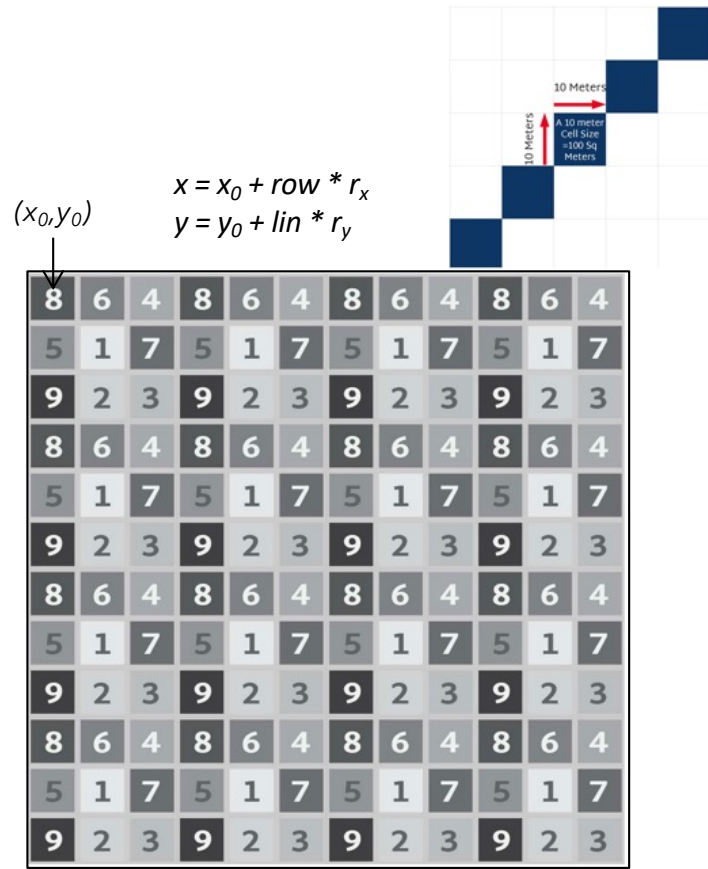 10 Meters
10 Meters
A 10 meter
Cell Size
=100 Sq
Meters
x = x₀ + row * rₓ
y = y₀ + lin * r_y
(x₀,y₀)
8 6 4 8 6 4 8 6 4 8 6 4
5 1 7 5 1 7 5 1 7 5 1 7
9 2 3 9 2 3 9 2 3 9 2 3
8 6 4 8 6 4 8 6 4 8 6 4
5 1 7 5 1 7 5 1 7 5 1 7
9 2 3 9 2 3 9 2 3 9 2 3
8 6 4 8 6 4 8 6 4 8 6 4
5 1 7 5 1 7 5 1 7 5 1 7
9 2 3 9 2 3 9 2 3 9 2 3
8 6 4 8 6 4 8 6 4 8 6 4
5 1 7 5 1 7 5 1 7 5 1 7
9 2 3 9 2 3 9 2 3 9 2 3